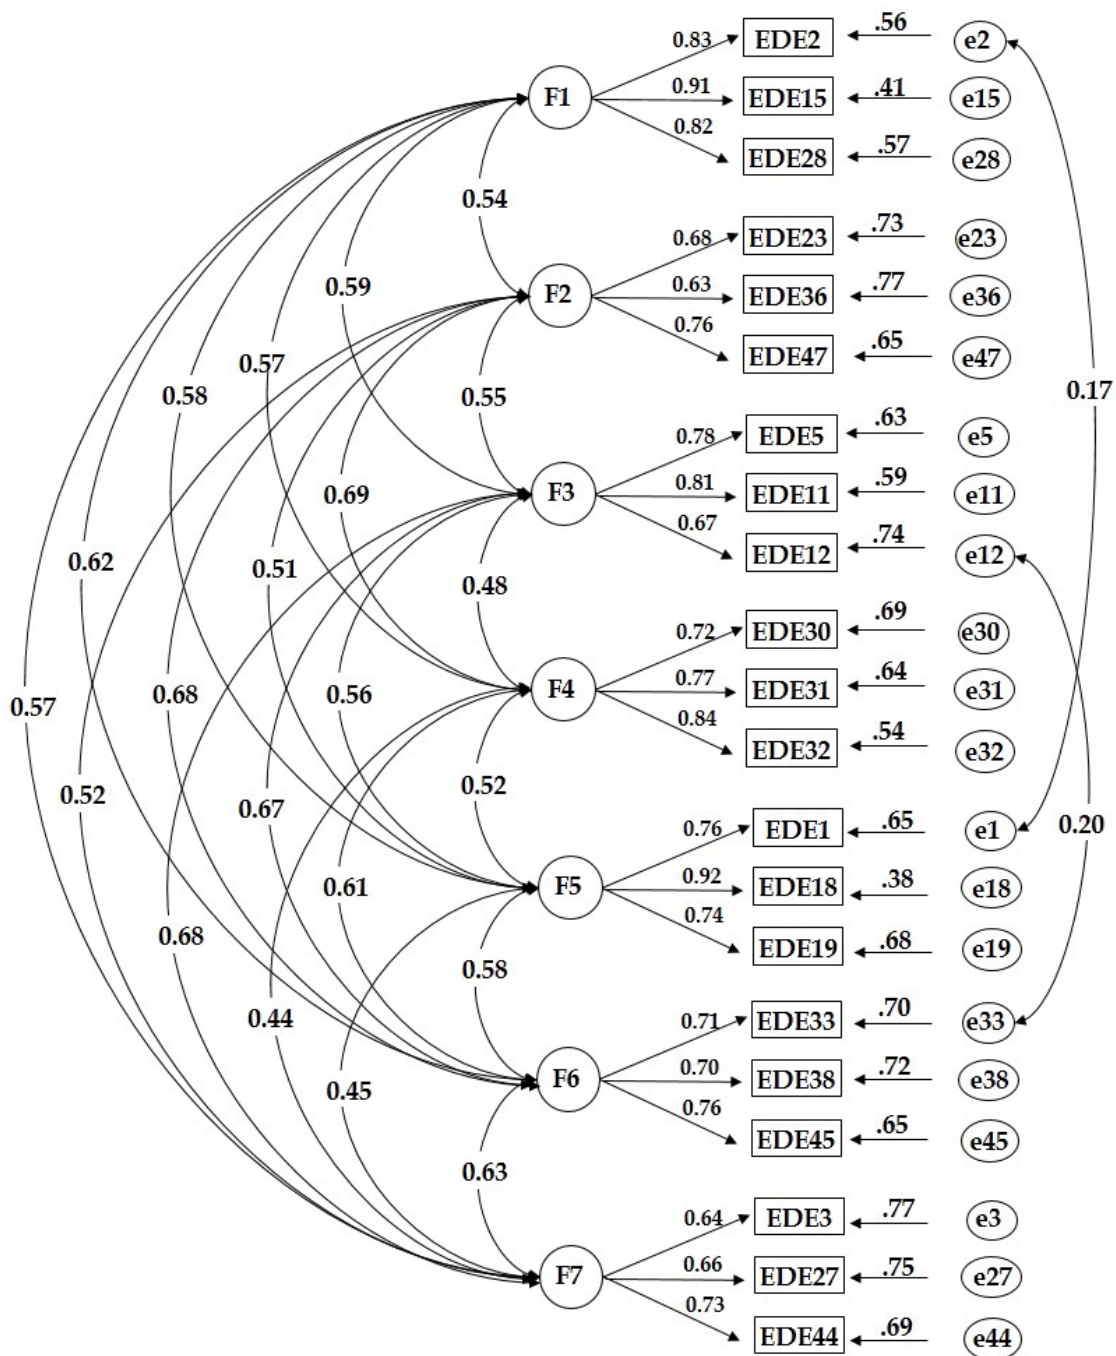 0.83 EDE2 .56 e2
F1 0.91 EDE15 .41 e15
0.82 EDE28 .57 e28
0.54
0.68 EDE23 .73 e23
0.59
F2 0.63 EDE36 .77 e36
0.76 EDE47 .65 e47
0.57
0.58 0.55 0.17
0.78 EDE5 .63 e5
F3 0.81 EDE11 .59 e11
0.69
0.67 EDE12 .74 e12
0.62 0.51 0.48
0.72 EDE30 .69 e30
F4 0.77 EDE31 .64 e31
0.57 0.68 0.56
0.84 EDE32 .54 e32
0.52 0.67 0.52
0.76 EDE1 .65 e1 0.20
F5 0.92 EDE18 .38 e18
0.61
0.68 0.74 EDE19 .68 e19
0.58
0.44 0.71 EDE33 .70 e33
F6 0.70 EDE38 .72 e38
0.45
0.76 EDE45 .65 e45
0.63
0.64 EDE3 .77 e3
F7 0.66 EDE27 .75 e27
0.73 EDE44 .69 e44